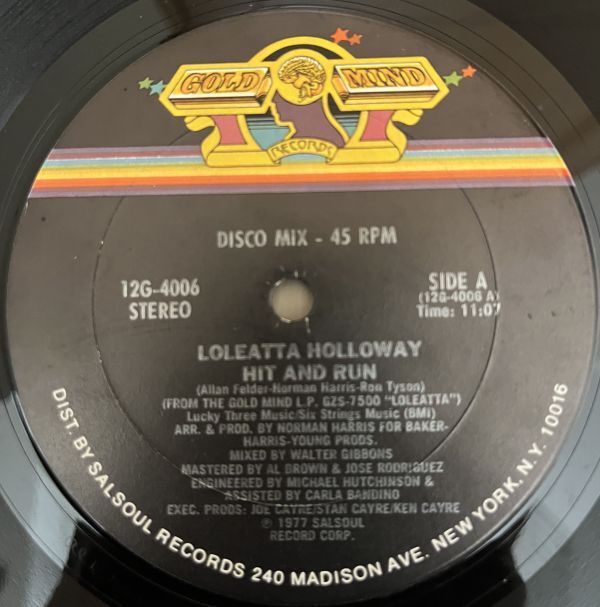 GOLD MIND
RECORDS
DISCO MIX - 45 RPM
12G-4006
STEREO
SIDE A
(12G-4006 A)
Time: 11:07
LOLEATTA HOLLOWAY
HIT AND RUN
(Allan Felder-Norman Harris-Ron Tyson)
(FROM THE GOLD MIND L.P. GZS-7500 "LOLEATTA")
Lucky Three Music/Six Strings Music (BMI)
ARR. & PROD. BY NORMAN HARRIS FOR BAKER-
HARRIS-YOUNG PRODS.
MIXED BY WALTER GIBBONS
MASTERED BY AL BROWN & JOSE RODRIGUEZ
ENGINEERED BY MICHAEL HUTCHINSON &
ASSISTED BY CARLA BANDINO
EXEC. PRODS: JOE CAYRE/STAN CAYRE/KEN CAYRE
℗ 1977 SALSOUL
RECORD CORP.
DIST. BY SALSOUL RECORDS 240 MADISON AVE. NEW YORK, N.Y. 10016